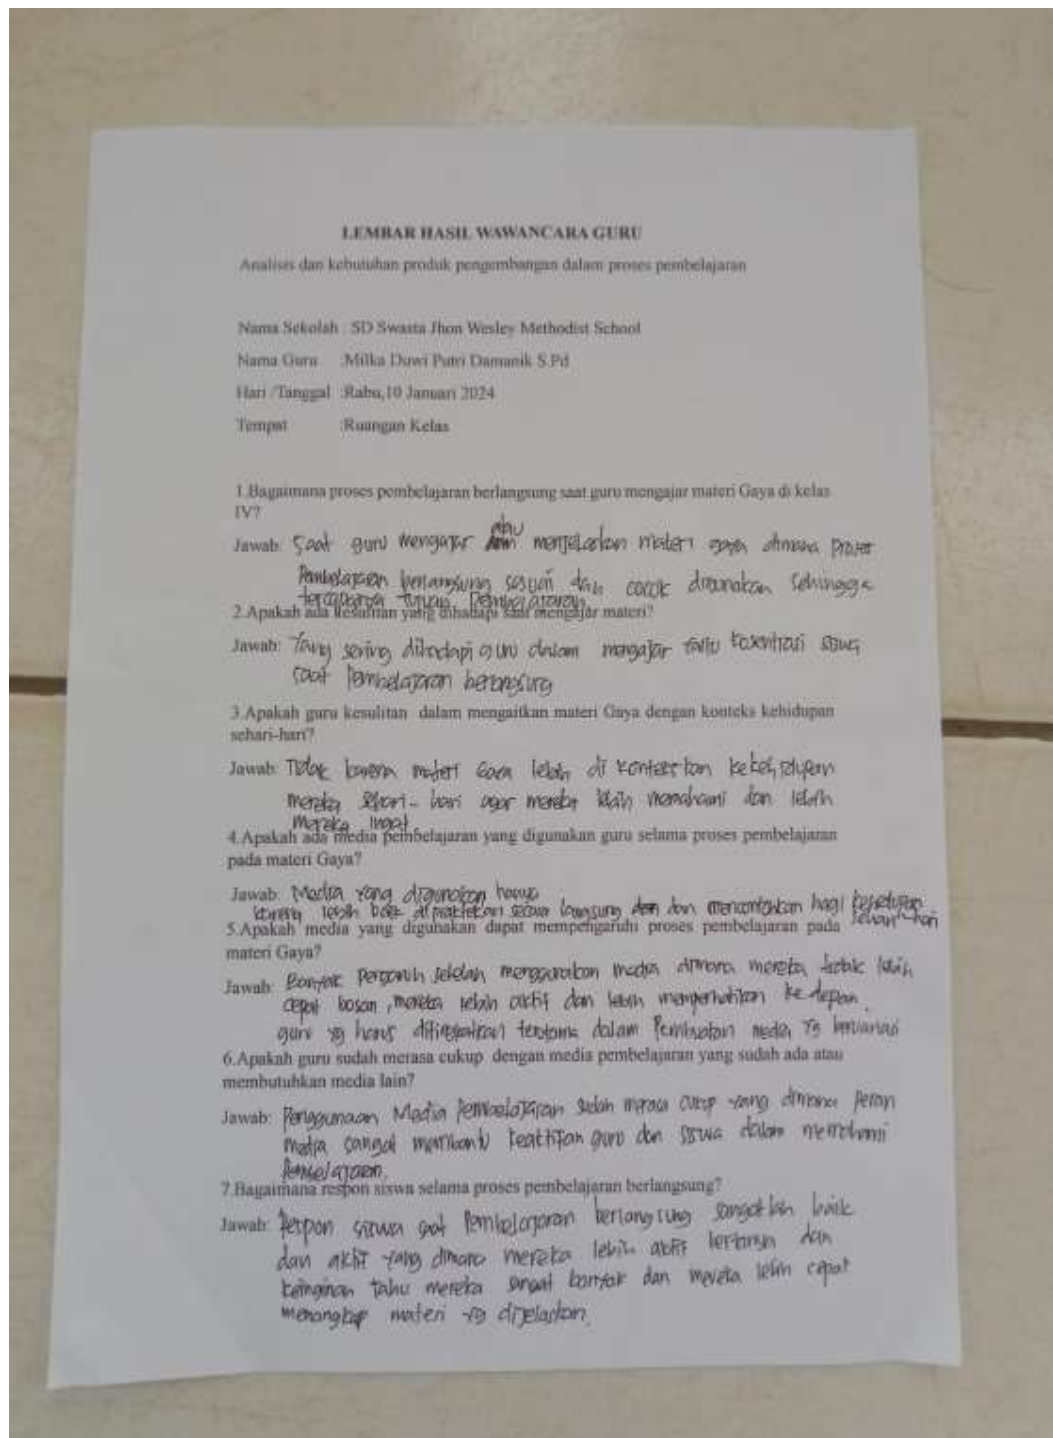 LEMBAR HASIL WAWANCARA GURU
Analisis dan kebutuhan produk pengembangan dalam proses pembelajaran
Nama Sekolah : SD Swasta Jhon Wesley Methodist School
Nama Guru :Milka Duwi Putri Damanik S.Pd
Hari /Tanggal :Rabu,10 Januari 2024
Tempat :Ruangan Kelas
1.Bagaimana proses pembelajaran berlangsung saat guru mengajar materi Gaya di kelas
IV?
Jawab: Saat guru mengajar menjelaskan materi gaya dimana proses
Pembelajaran berlangsung sesuai dan cocok digunakan sehingga
tercapainya tujuan Pembelajaran
2.Apakah ada kesulitan yang dihadapi saat mengajar materi?
Jawab: Yang sering dihadapi guru dalam mengajar kosentrasi siswa
saat Pembelajaran berlangsung
3.Apakah guru kesulitan dalam mengaitkan materi Gaya dengan konteks kehidupan
sehari-hari?
Jawab: Tidak karena materi Gaya lebih di kontekskan kekehidupan
mereka sehari-hari agar mereka lebih memahami dan lebih
mereka ingat
4.Apakah ada media pembelajaran yang digunakan guru selama proses pembelajaran
pada materi Gaya?
Jawab: Media yang digunakan hanya
karena lebih baik dipraktekan secara langsung dan mencontohkan bagi kehidupan
sehari-hari
5.Apakah media yang digunakan dapat mempengaruhi proses pembelajaran pada
materi Gaya?
Jawab: Banyak Pengaruh setelah menggunakan media dimana mereka tidak lebih
cepat bosan, mereka lebih aktif dan lebih memperhatikan ke depan.
guru yg harus ditingkatkan terutama dalam Pembuatan media yg bervariasi
6.Apakah guru sudah merasa cukup dengan media pembelajaran yang sudah ada atau
membutuhkan media lain?
Jawab: Penggunaan Media Pembelajaran sudah merasa cukup yang dimana Peran
media sangat membantu keaktifan guru dan siswa dalam memahami
Pembelajaran.
7.Bagaimana respon siswa selama proses pembelajaran berlangsung?
Jawab: Respon siswa saat Pembelajaran berlangsung sangatlah baik
dan aktif yang dimana mereka lebih aktif bertanya dan
keinginan tahu mereka sangat banyak dan mereka lebih cepat
menangkap materi yg dijelaskan.